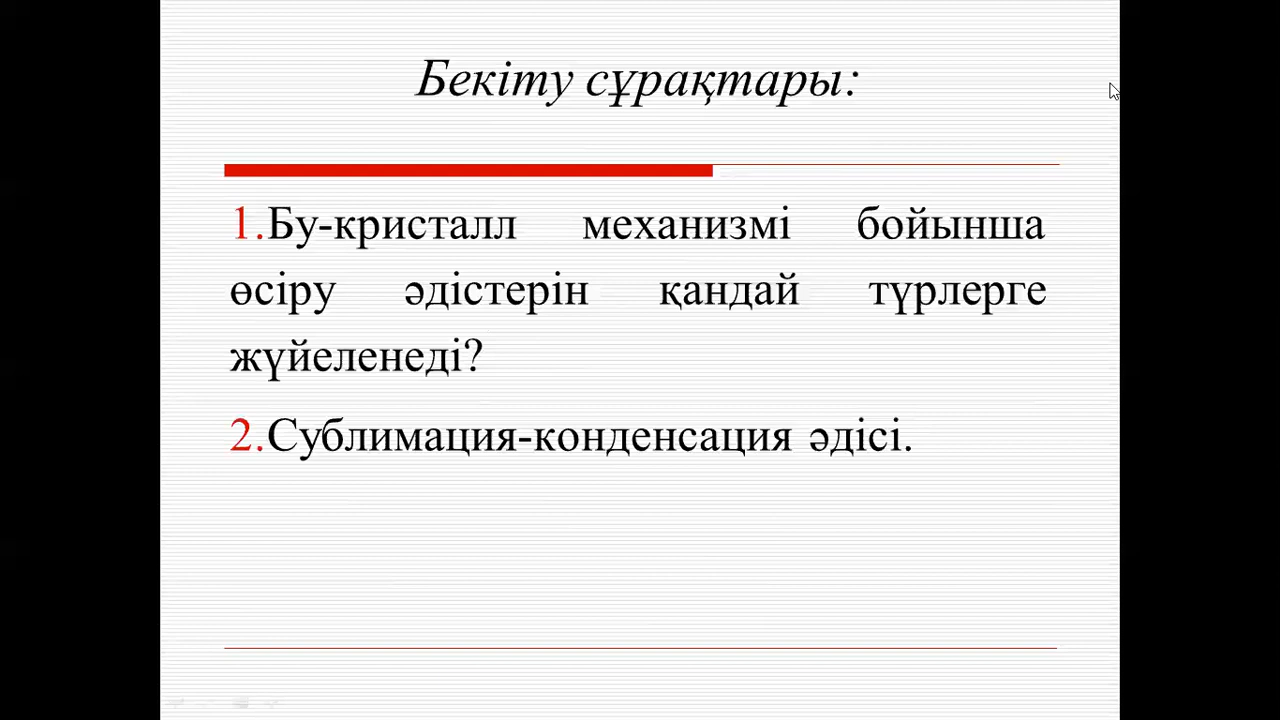 Бекіту сұрақтары:
1.Бу-кристалл механизмі бойынша
өсіру әдістерін қандай түрлерге
жүйеленеді?
2.Сублимация-конденсация әдісі.